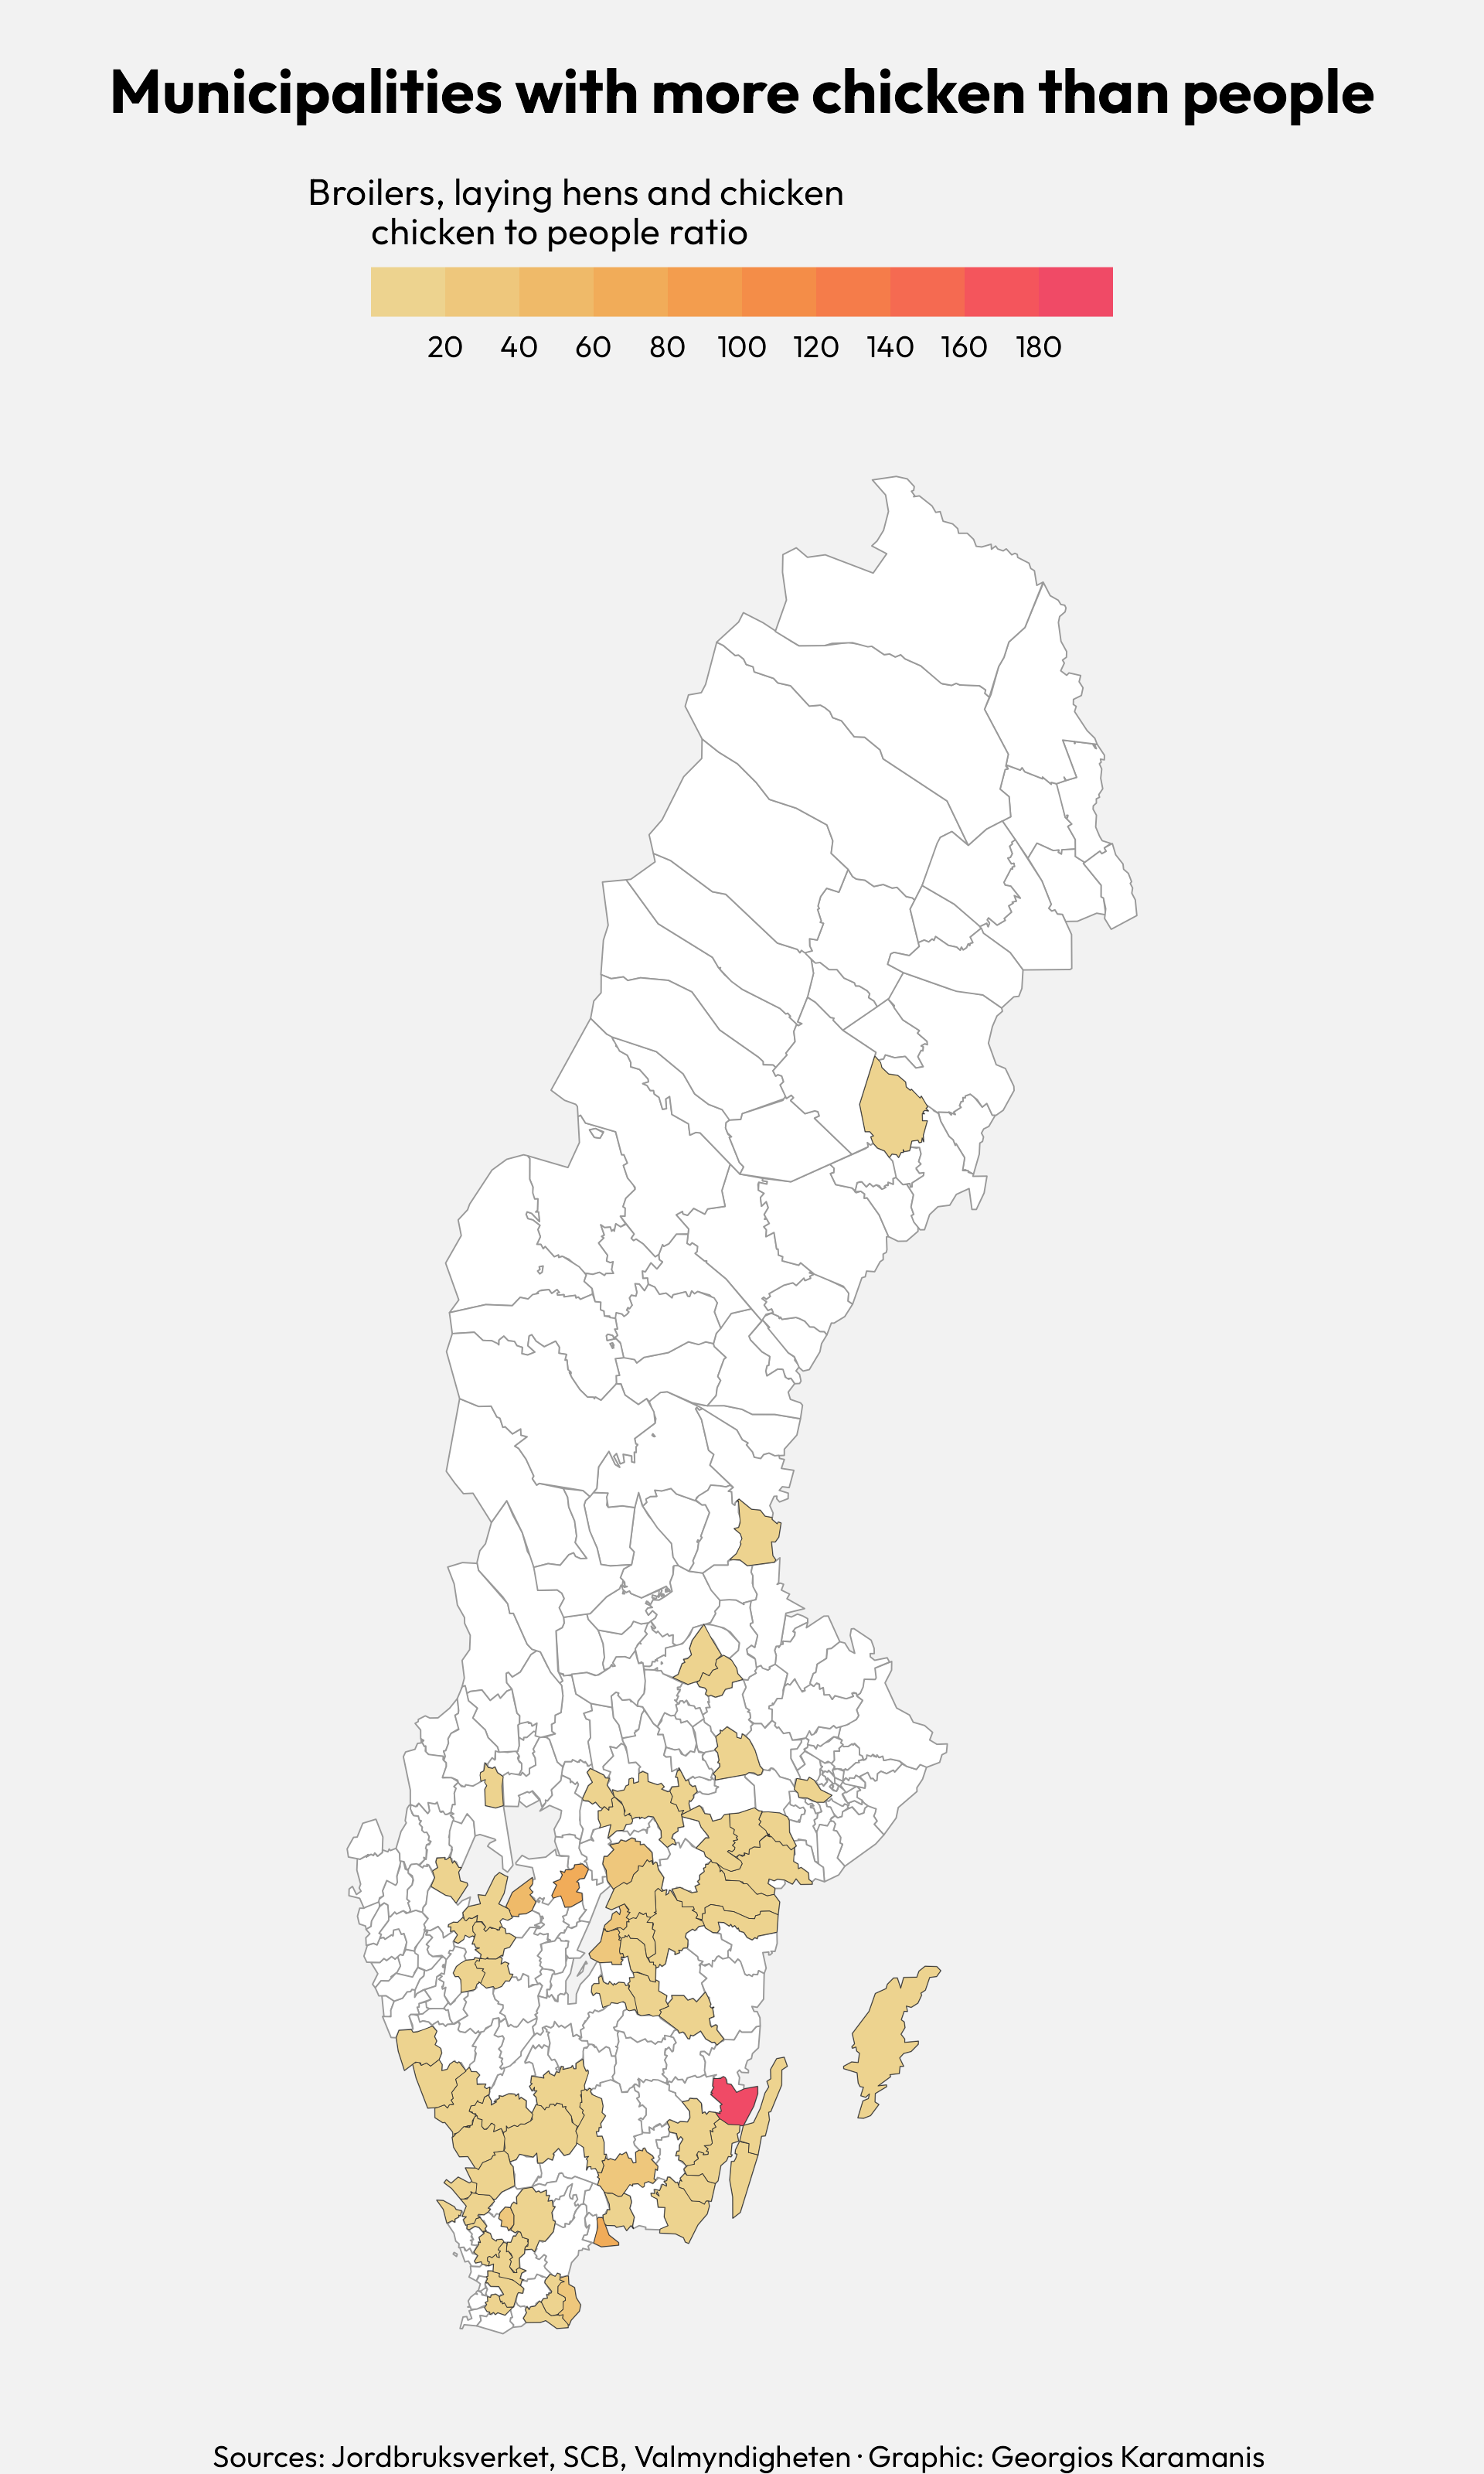 Municipalities with more chicken than people
Broilers, laying hens and chicken
chicken to people ratio
20 40 60 80 100 120 140 160 180
Sources: Jordbruksverket, SCB, Valmyndigheten · Graphic: Georgios Karamanis